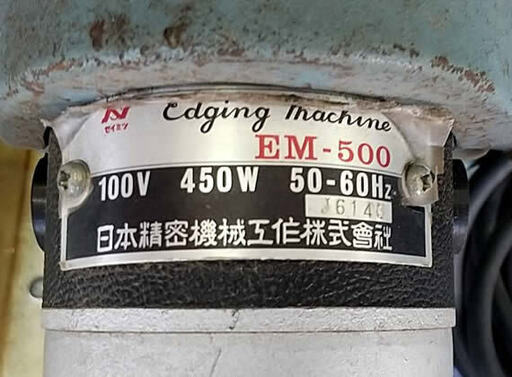 N Edging Machine
セイミツ
EM-500
100V 450W 50-60Hz
J6140
日本精密機械工作株式會社